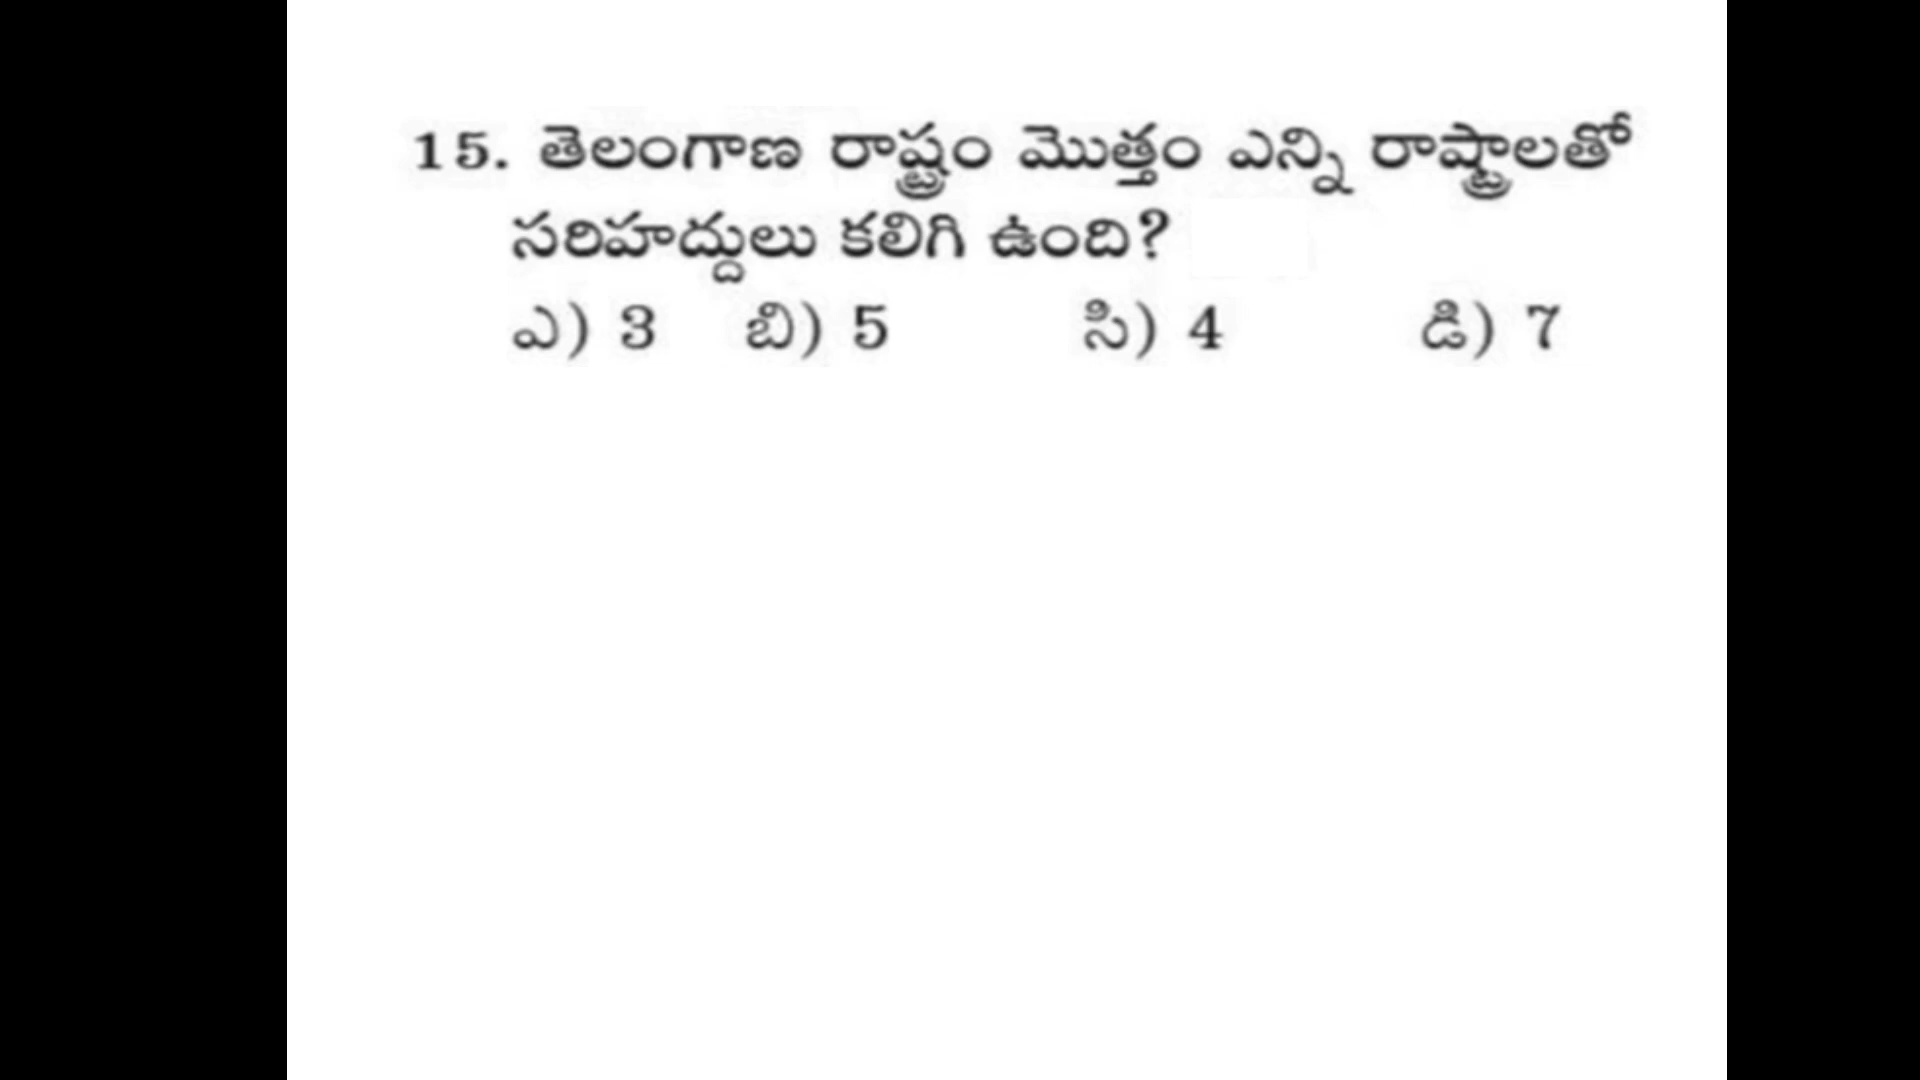 15. తెలంగాణ రాష్ట్రం మొత్తం ఎన్ని రాష్ట్రాలతో
సరిహద్దులు కలిగి ఉంది?
ఎ) 3 బి) 5 సి) 4 డి) 7